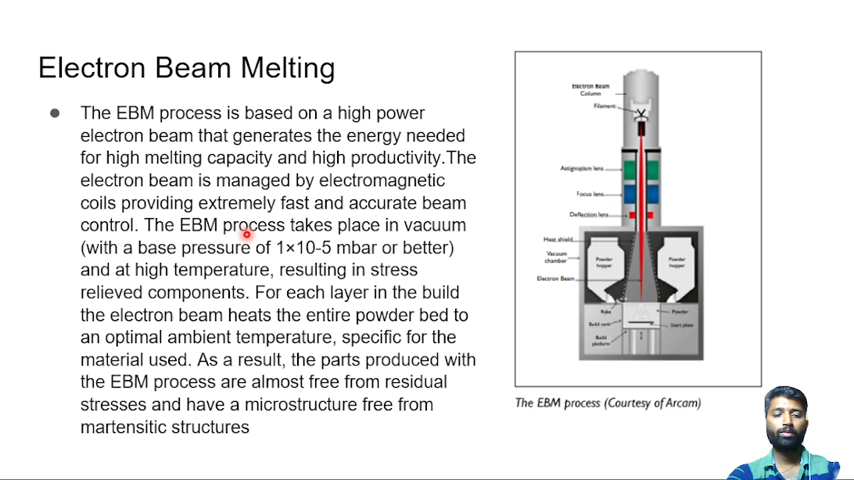 Electron Beam Melting
● The EBM process is based on a high power
electron beam that generates the energy needed
for high melting capacity and high productivity.The
electron beam is managed by electromagnetic
coils providing extremely fast and accurate beam
control. The EBM process takes place in vacuum
(with a base pressure of 1×10-5 mbar or better)
and at high temperature, resulting in stress
relieved components. For each layer in the build
the electron beam heats the entire powder bed to
an optimal ambient temperature, specific for the
material used. As a result, the parts produced with
the EBM process are almost free from residual
stresses and have a microstructure free from
martensitic structures
Electron Beam
Column
Filament
Astigmatism lens
Focus lens
Deflection lens
Heat shield
Vacuum
chamber
Powder
hopper
Powder
hopper
Electron Beam
Rake
Powder
Build tank
Start plate
Build
platform
The EBM process (Courtesy of Arcam)